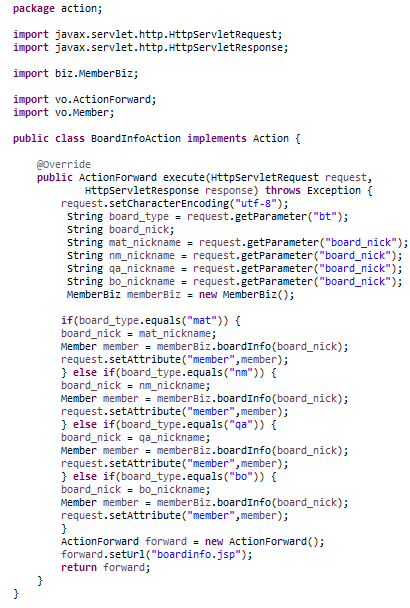 package action;
import javax.servlet.http.HttpServletRequest;
import javax.servlet.http.HttpServletResponse;
import biz.MemberBiz;
import vo.ActionForward;
import vo.Member;
public class BoardInfoAction implements Action {
@Override
public ActionForward execute(HttpServletRequest request,
HttpServletResponse response) throws Exception {
request.setCharacterEncoding("utf-8");
String board_type = request.getParameter("bt");
String board_nick;
String mat_nickname = request.getParameter("board_nick");
String nm_nickname = request.getParameter("board_nick");
String qa_nickname = request.getParameter("board_nick");
String bo_nickname = request.getParameter("board_nick");
MemberBiz memberBiz = new MemberBiz();
if(board_type.equals("mat")) {
board_nick = mat_nickname;
Member member = memberBiz.boardInfo(board_nick);
request.setAttribute("member",member);
} else if(board_type.equals("nm")) {
board_nick = nm_nickname;
Member member = memberBiz.boardInfo(board_nick);
request.setAttribute("member",member);
} else if(board_type.equals("qa")) {
board_nick = qa_nickname;
Member member = memberBiz.boardInfo(board_nick);
request.setAttribute("member",member);
} else if(board_type.equals("bo")) {
board_nick = bo_nickname;
Member member = memberBiz.boardInfo(board_nick);
request.setAttribute("member",member);
}
ActionForward forward = new ActionForward();
forward.setUrl("boardinfo.jsp");
return forward;
}
}